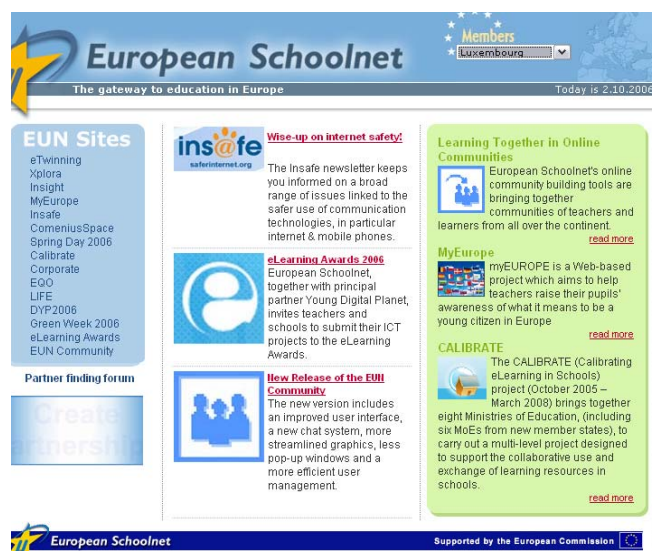 European Schoolnet
Members
Luxembourg
The gateway to education in Europe
Today is 2.10.2006
EUN Sites
eTwinning
Xplora
Insight
MyEurope
Insafe
ComeniusSpace
Spring Day 2006
Calibrate
Corporate
EQO
LIFE
DYP2006
Green Week 2006
eLearning Awards
EUN Community
Partner finding forum
Create
artnership
insafe
saferinternet.org
Wise-up on internet safety!
The Insafe newsletter keeps
you informed on a broad
range of issues linked to the
safer use of communication
technologies, in particular
internet & mobile phones.
eLearning Awards 2006
European Schoolnet,
together with principal
partner Young Digital Planet,
invites teachers and
schools to submit their ICT
projects to the eLearning
Awards.
New Release of the EUN
Community
The new version includes
an improved user interface,
a new chat system, more
streamlined graphics, less
pop-up windows and a
more efficient user
management.
Learning Together in Online
Communities
European Schoolnet's online
community building tools are
bringing together
communities of teachers and
learners from all over the continent.
read more
MyEurope
myEUROPE is a Web-based
project which aims to help
teachers raise their pupils'
awareness of what it means to be a
young citizen in Europe
read more
CALIBRATE
The CALIBRATE (Calibrating
eLearning in Schools)
project (October 2005 –
March 2008) brings together
eight Ministries of Education, (including
six MoEs from new member states), to
carry out a multi-level project designed
to support the collaborative use and
exchange of learning resources in
schools.
read more
European Schoolnet
Supported by the European Commission